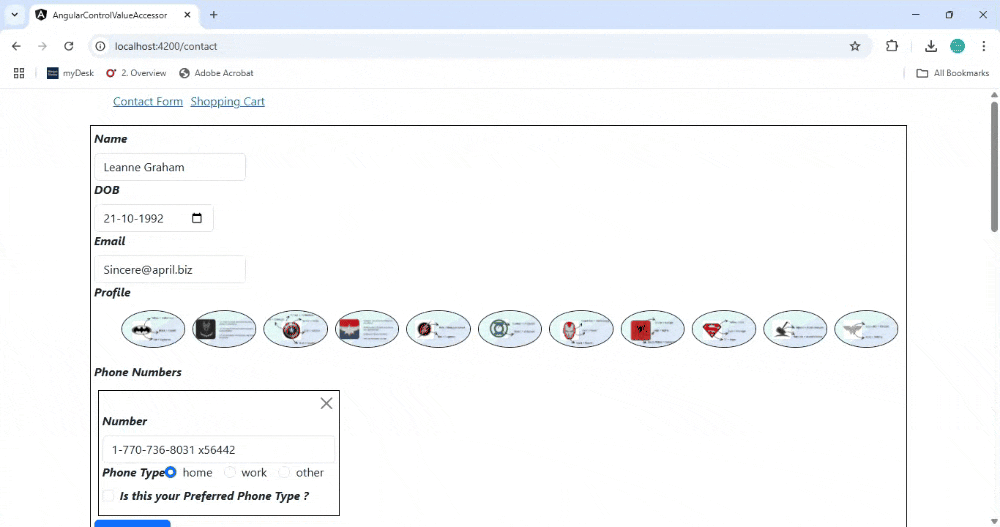 AngularControlValueAccessor
localhost:4200/contact
myDesk
2. Overview
Adobe Acrobat
All Bookmarks
Contact Form Shopping Cart
Name
Leanne Graham
DOB
21-10-1992
Email
Sincere@april.biz
Profile
Phone Numbers
Number
1-770-736-8031 x56442
Phone Type home work other
Is this your Preferred Phone Type ?